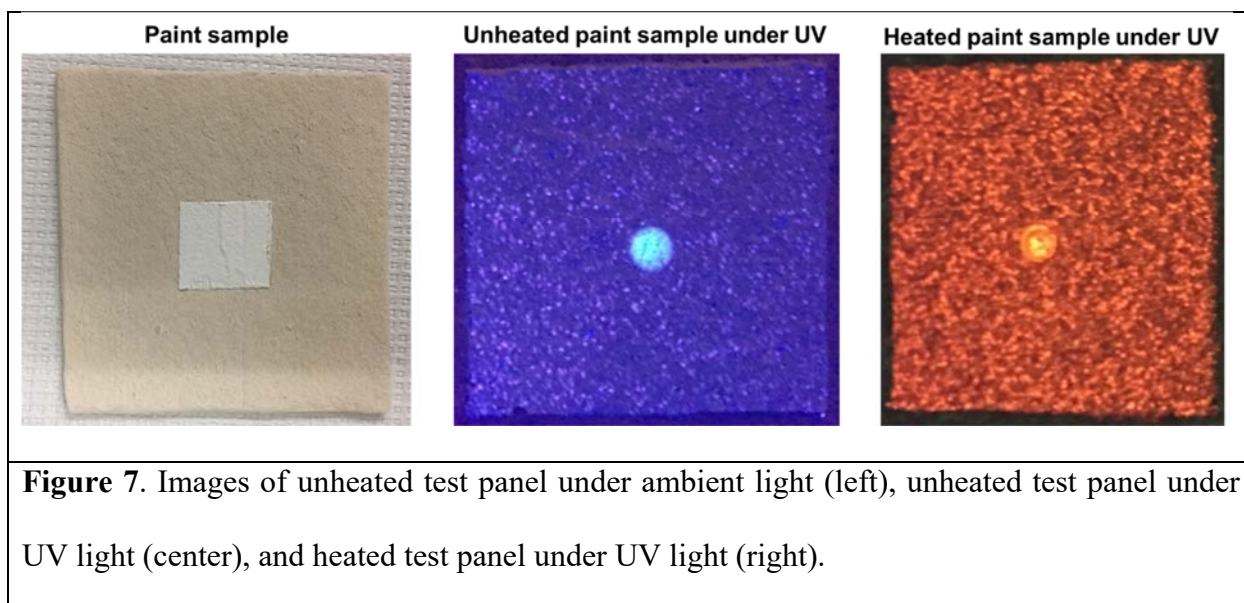 Paint sample
Unheated paint sample under UV
Heated paint sample under UV
Figure 7. Images of unheated test panel under ambient light (left), unheated test panel under
UV light (center), and heated test panel under UV light (right).